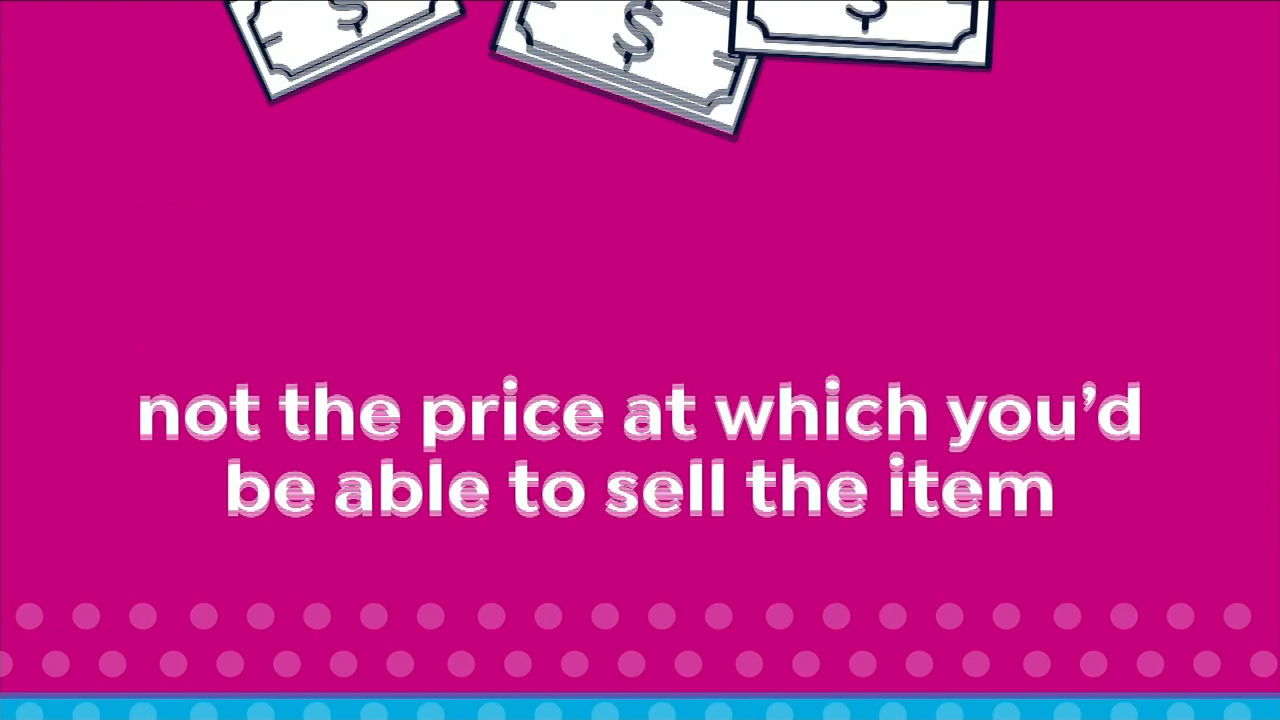 $ $ $
not the price at which you’d
be able to sell the item